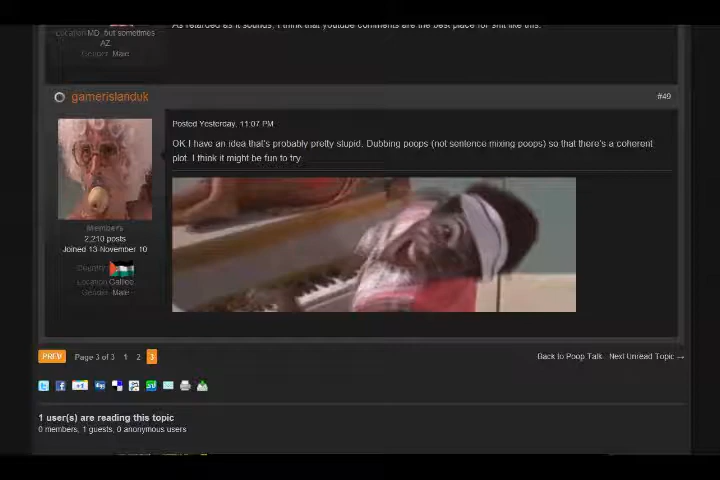 As retarded as it sounds, I think that youtube comments are the best place for shit like this.
Location MD, but sometimes
AZ
Gender: Male
gamerislanduk
#49
Posted Yesterday, 11:07 PM
OK I have an idea that's probably pretty stupid. Dubbing poops (not sentence mixing poops) so that there's a coherent
plot. I think it might be fun to try.
Members
2,210 posts
Joined 13-November 10
Country:
Location: Galilee
Gender: Male
PREV
Page 3 of 3
1
2
3
Back to Poop Talk
Next Unread Topic →
1 user(s) are reading this topic
0 members, 1 guests, 0 anonymous users